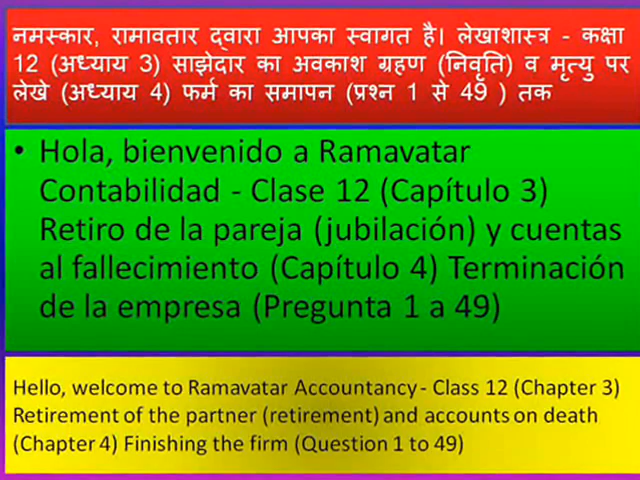 नमस्कार, रामावतार द्वारा आपका स्वागत है। लेखाशास्त्र - कक्षा
12 (अध्याय 3) साझेदार का अवकाश ग्रहण (निवृति) व मृत्यु पर
लेखे (अध्याय 4) फर्म का समापन (प्रश्न 1 से 49 ) तक
• Hola, bienvenido a Ramavatar
Contabilidad - Clase 12 (Capítulo 3)
Retiro de la pareja (jubilación) y cuentas
al fallecimiento (Capítulo 4) Terminación
de la empresa (Pregunta 1 a 49)
Hello, welcome to Ramavatar Accountancy - Class 12 (Chapter 3)
Retirement of the partner (retirement) and accounts on death
(Chapter 4) Finishing the firm (Question 1 to 49)